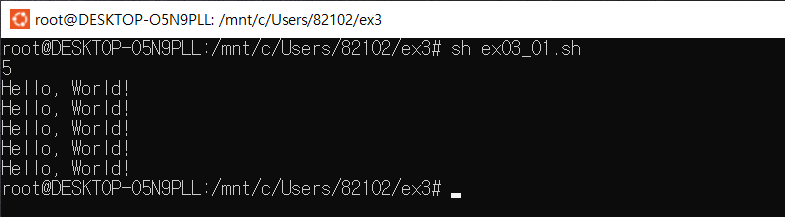 root@DESKTOP-O5N9PLL: /mnt/c/Users/82102/ex3
root@DESKTOP-O5N9PLL:/mnt/c/Users/82102/ex3# sh ex03_01.sh
5
Hello, World!
Hello, World!
Hello, World!
Hello, World!
Hello, World!
root@DESKTOP-O5N9PLL:/mnt/c/Users/82102/ex3#